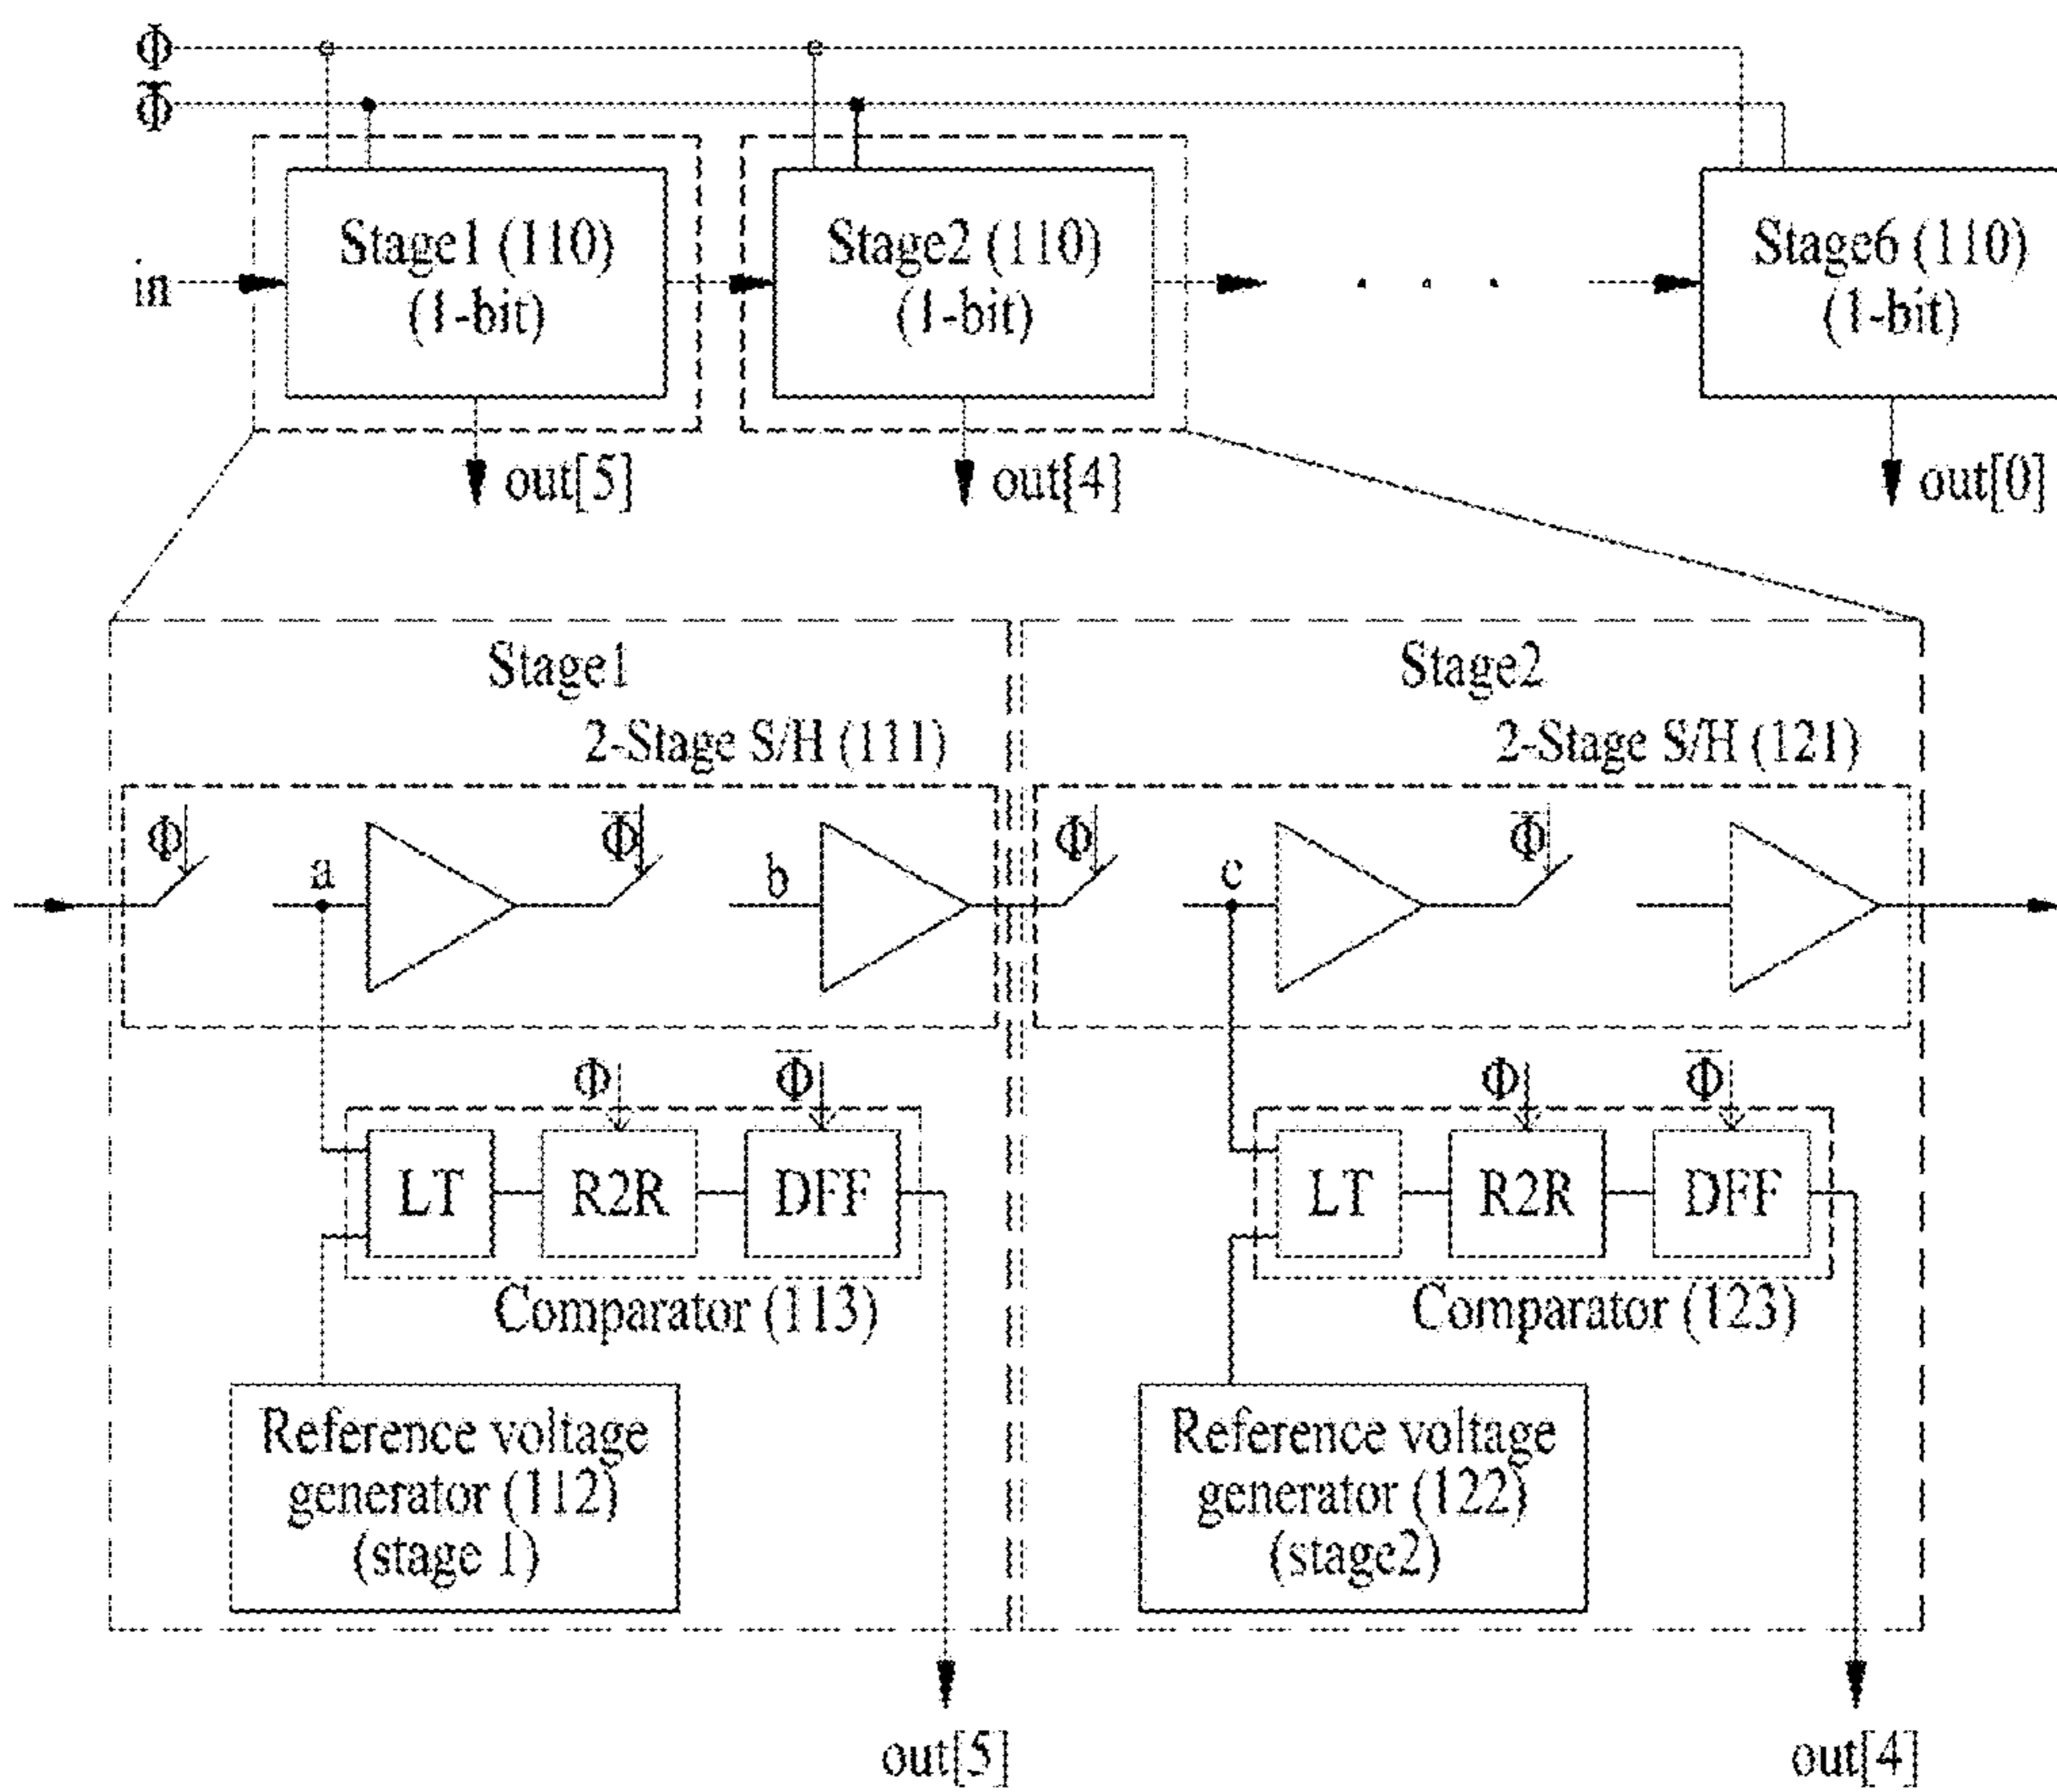 Φ
Φ̅
in
Stage1 (110)
(1-bit)
Stage2 (110)
(1-bit)
. . .
Stage6 (110)
(1-bit)
out[5]
out[4]
out[0]
Stage1
Stage2
2-Stage S/H (111)
2-Stage S/H (121)
Φ
a
Φ̅
b
Φ
c
Φ̅
Φ
Φ̅
LT
R2R
DFF
Comparator (113)
Φ
Φ̅
LT
R2R
DFF
Comparator (123)
Reference voltage
generator (112)
(stage 1)
Reference voltage
generator (122)
(stage2)
out[5]
out[4]